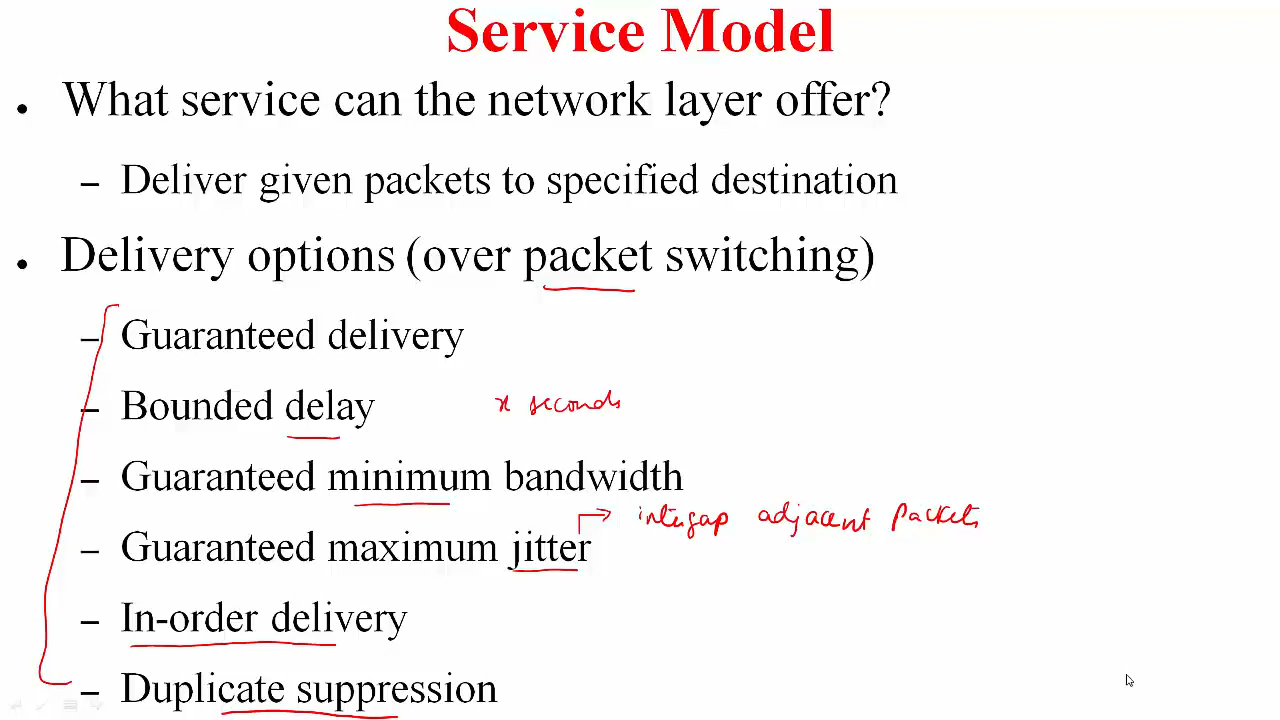 Service Model
• What service can the network layer offer?
– Deliver given packets to specified destination
• Delivery options (over packet switching)
– Guaranteed delivery
– Bounded delay x seconds
– Guaranteed minimum bandwidth
– Guaranteed maximum jitter → intergap adjacent packets
– In-order delivery
– Duplicate suppression